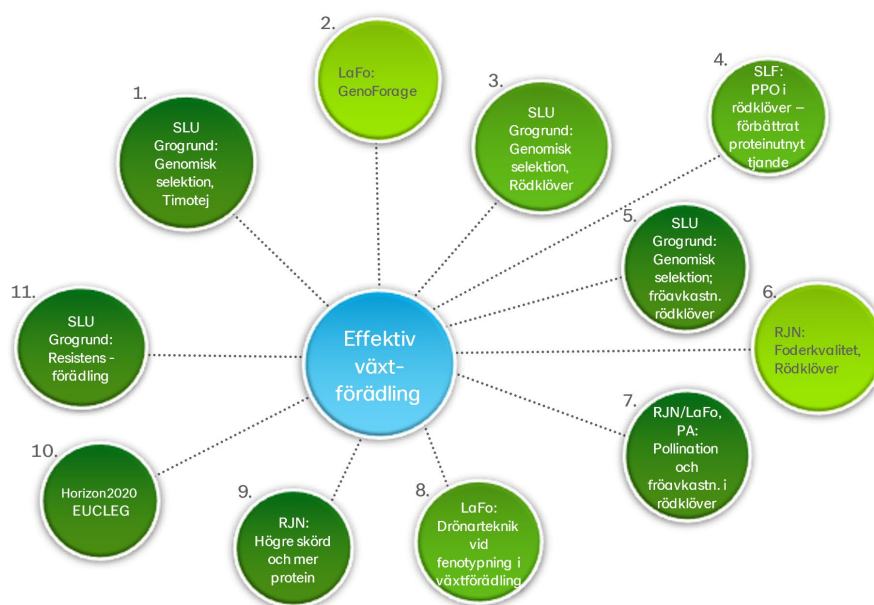 1.
SLU
Grogrund:
Genomisk
selektion,
Timotej
2.
LaFo:
GenoForage
3.
SLU
Grogrund:
Genomisk
selektion,
Rödklöver
4.
SLF:
PPO i
rödklöver –
förbättrat
proteinutnyt
tjande
5.
SLU
Grogrund:
Genomisk
selektion;
fröavkastn.
rödklöver
6.
RJN:
Foderkvalitet,
Rödklöver
7.
RJN/LaFo,
PA:
Pollination
och
fröavkastn. i
rödklöver
8.
LaFo:
Drönarteknik
vid
fenotypning i
växtförädling
9.
RJN:
Högre skörd
och mer
protein
10.
Horizon2020
EUCLEG
11.
SLU
Grogrund:
Resistens -
förädling
Effektiv
växt-
förädling